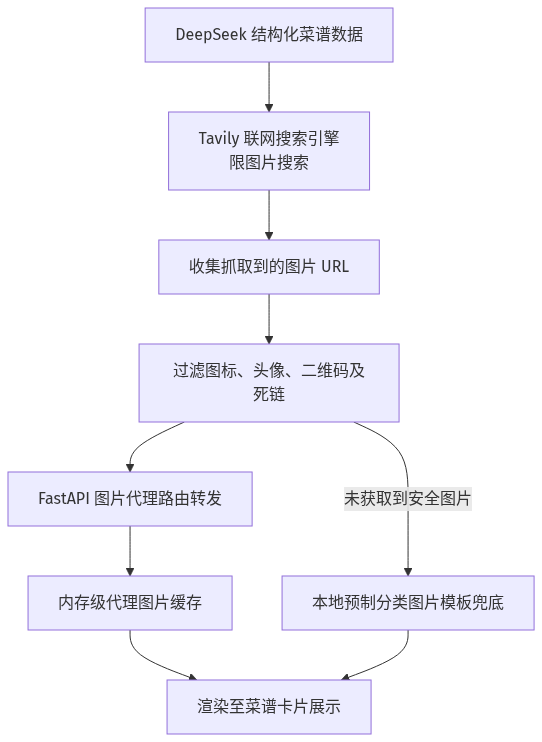 DeepSeek 结构化菜谱数据
Tavily 联网搜索引擎
限图片搜索
收集抓取到的图片 URL
过滤图标、头像、二维码及
死链
FastAPI 图片代理路由转发
未获取到安全图片
内存级代理图片缓存
本地预制分类图片模板兜底
渲染至菜谱卡片展示